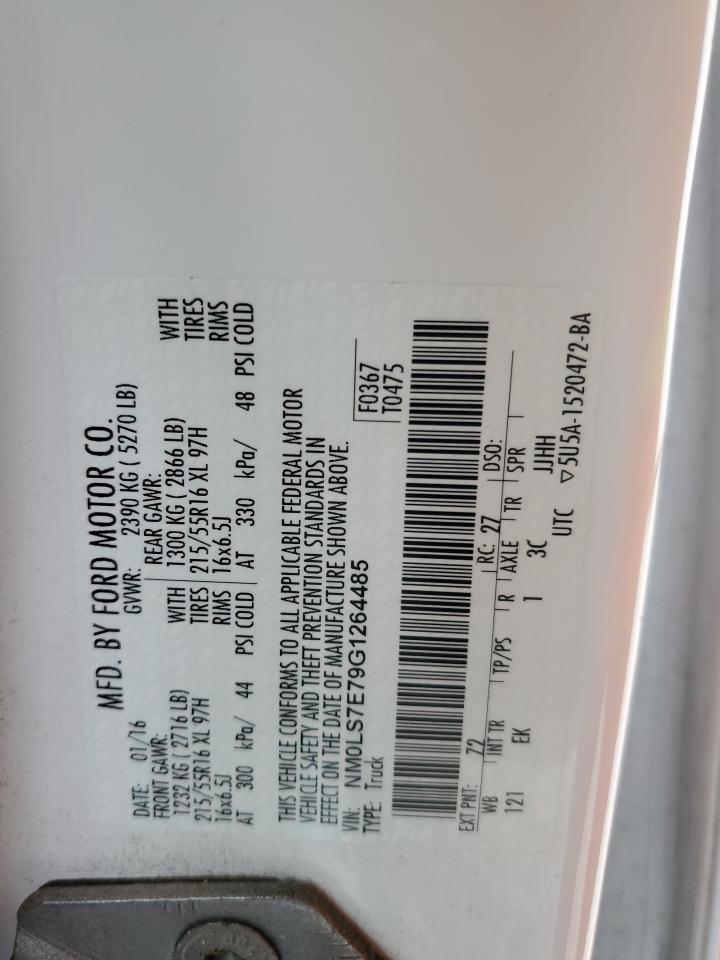 MFD. BY FORD MOTOR CO.
DATE: 01/16 GVWR: 2390 KG ( 5270 LB)
FRONT GAWR: REAR GAWR:
1232 KG ( 2716 LB) WITH 1300 KG ( 2866 LB) WITH
215/55R16 XL 97H TIRES 215/55R16 XL 97H TIRES
16x6.5J RIMS 16x6.5J RIMS
AT 300 kPa/ 44 PSI COLD AT 330 kPa/ 48 PSI COLD
THIS VEHICLE CONFORMS TO ALL APPLICABLE FEDERAL MOTOR
VEHICLE SAFETY AND THEFT PREVENTION STANDARDS IN
EFFECT ON THE DATE OF MANUFACTURE SHOWN ABOVE.
VIN: NM0LS7E79G1264485 F0367
TYPE: Truck T0475
EXT PNT: 72 RC: 27 DSO:
WB INT TR TP/PS R AXLE TR SPR
121 EK 1 3C JJHH
UTC ▽5U5A-1520472-BA